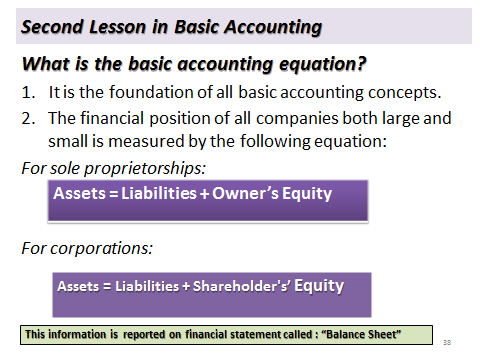 Second Lesson in Basic Accounting
What is the basic accounting equation?
1. It is the foundation of all basic accounting concepts.
2. The financial position of all companies both large and
small is measured by the following equation:
For sole proprietorships:
Assets = Liabilities + Owner’s Equity
For corporations:
Assets = Liabilities + Shareholder's’ Equity
This information is reported on financial statement called : “Balance Sheet”
38